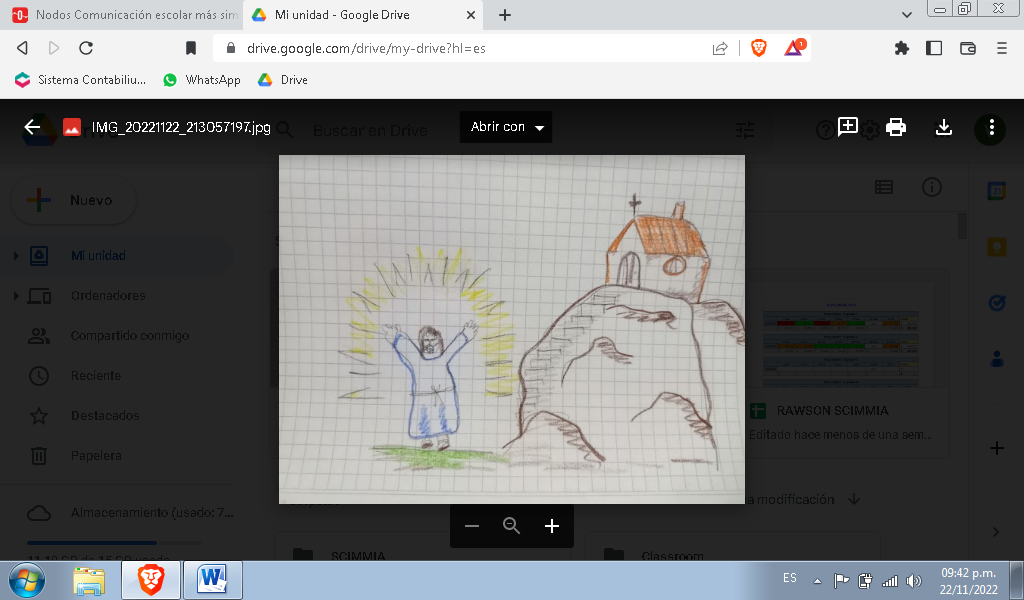 Nodos Comunicación escolar más sim
Mi unidad - Google Drive
drive.google.com/drive/my-drive?hl=es
1
Sistema Contabiliu...
WhatsApp
Drive
IMG_20221122_213057197.jpg
Buscar en Drive
Abrir con
Nuevo
Mi unidad
Ordenadores
Compartido conmigo
Reciente
Destacados
Papelera
Almacenamiento (usado: 7...
RAWSON SCIMMIA
Editado hace menos de una sem...
a modificación
SCIMMIA
Classroom
ES
09:42 p.m.
22/11/2022